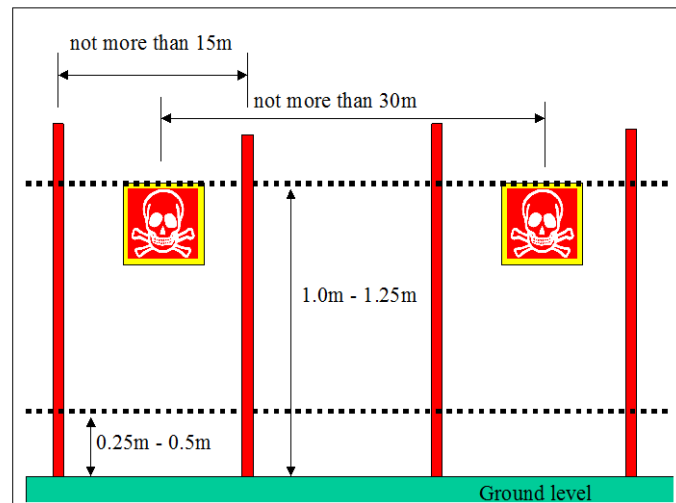 not more than 15m
not more than 30m
1.0m - 1.25m
0.25m - 0.5m
Ground level